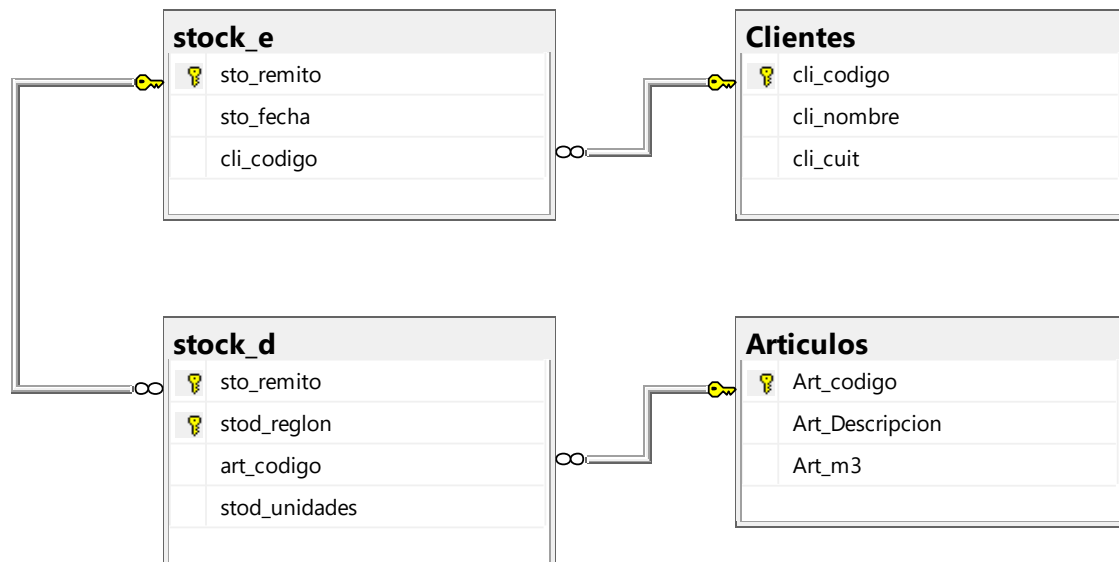 stock_e
sto_remito
sto_fecha
cli_codigo
Clientes
cli_codigo
cli_nombre
cli_cuit
stock_d
sto_remito
stod_reglon
art_codigo
stod_unidades
Articulos
Art_codigo
Art_Descripcion
Art_m3